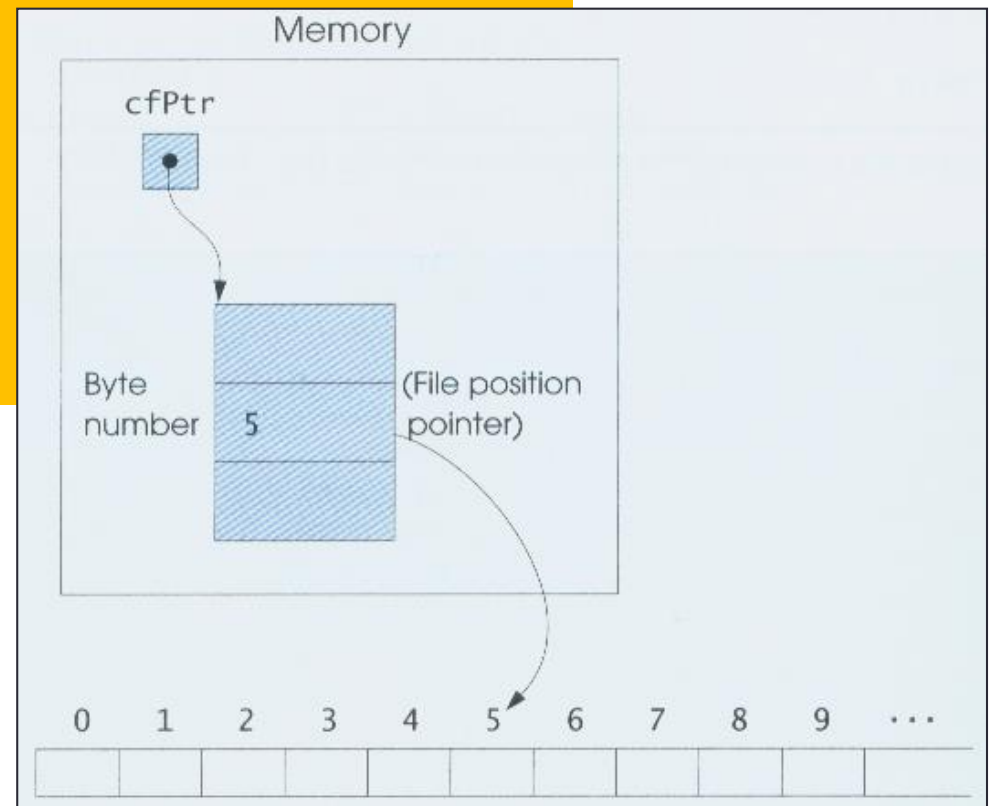 Memory
cfPtr
Byte
number
5
(File position
pointer)
0 1 2 3 4 5 6 7 8 9 ...